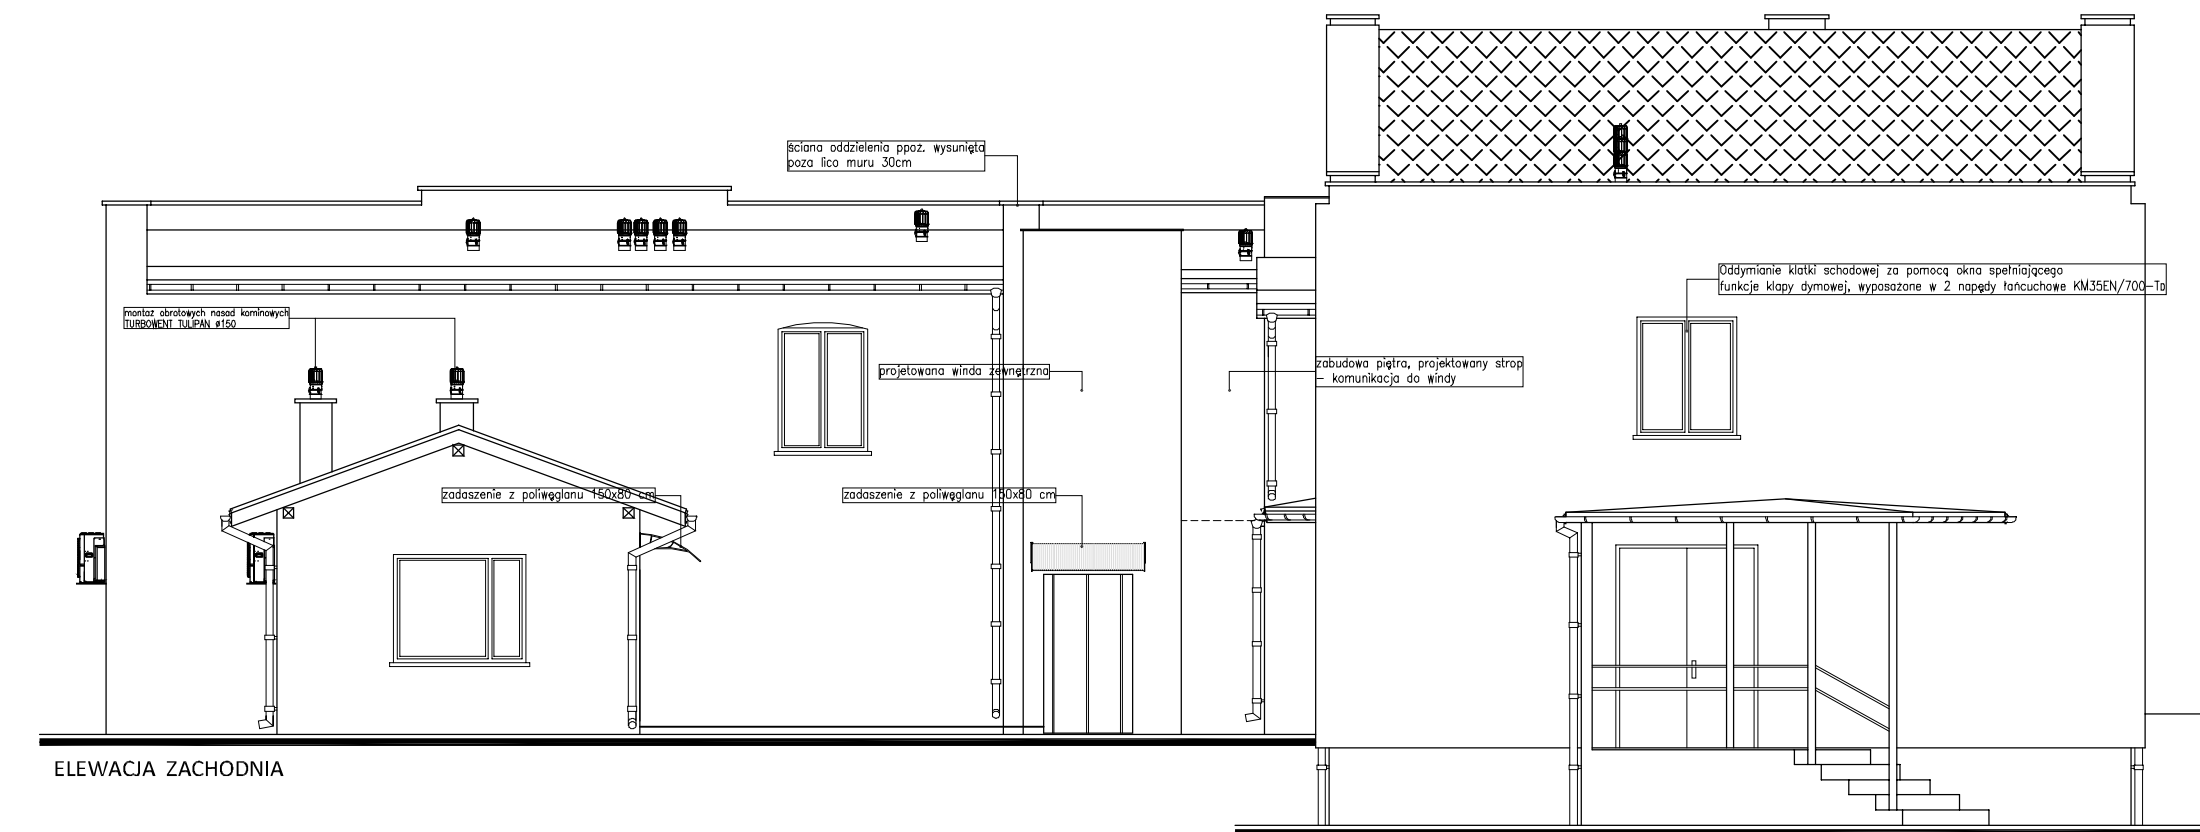 ściana oddzielenia ppoż. wysunięta
poza lico muru 30cm
Oddymianie klatki schodowej za pomocą okna spełniającego
funkcje klapy dymowej, wyposażone w 2 napędy łańcuchowe KM35EN/700-Tp
montaż obrotowych nasad kominowych
TURBOWENT TULIPAN ø150
projetowana winda zewnętrzna
zabudowa piętra, projektowany strop
- komunikacja do windy
zadaszenie z poliwęglanu 150x80 cm
zadaszenie z poliwęglanu 150x80 cm
ELEWACJA ZACHODNIA